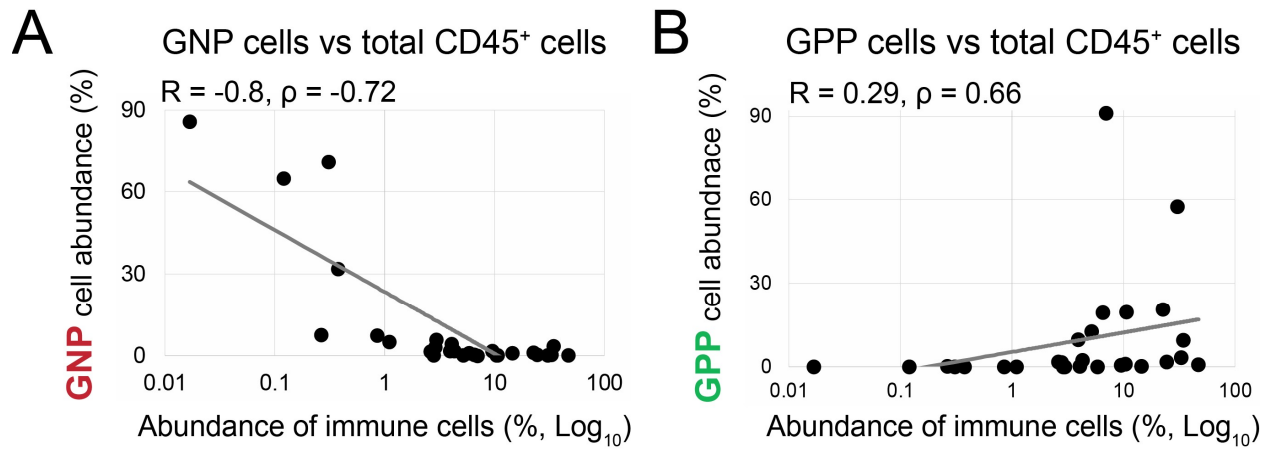 A
GNP cells vs total CD45⁺ cells
R = -0.8, ρ = -0.72
GNP cell abundance (%)
90
60
30
0
0.01 0.1 1 10 100
Abundance of immune cells (%, Log₁₀)
B
GPP cells vs total CD45⁺ cells
R = 0.29, ρ = 0.66
GPP cell abundnace (%)
90
60
30
0
0.01 0.1 1 10 100
Abundance of immune cells (%, Log₁₀)